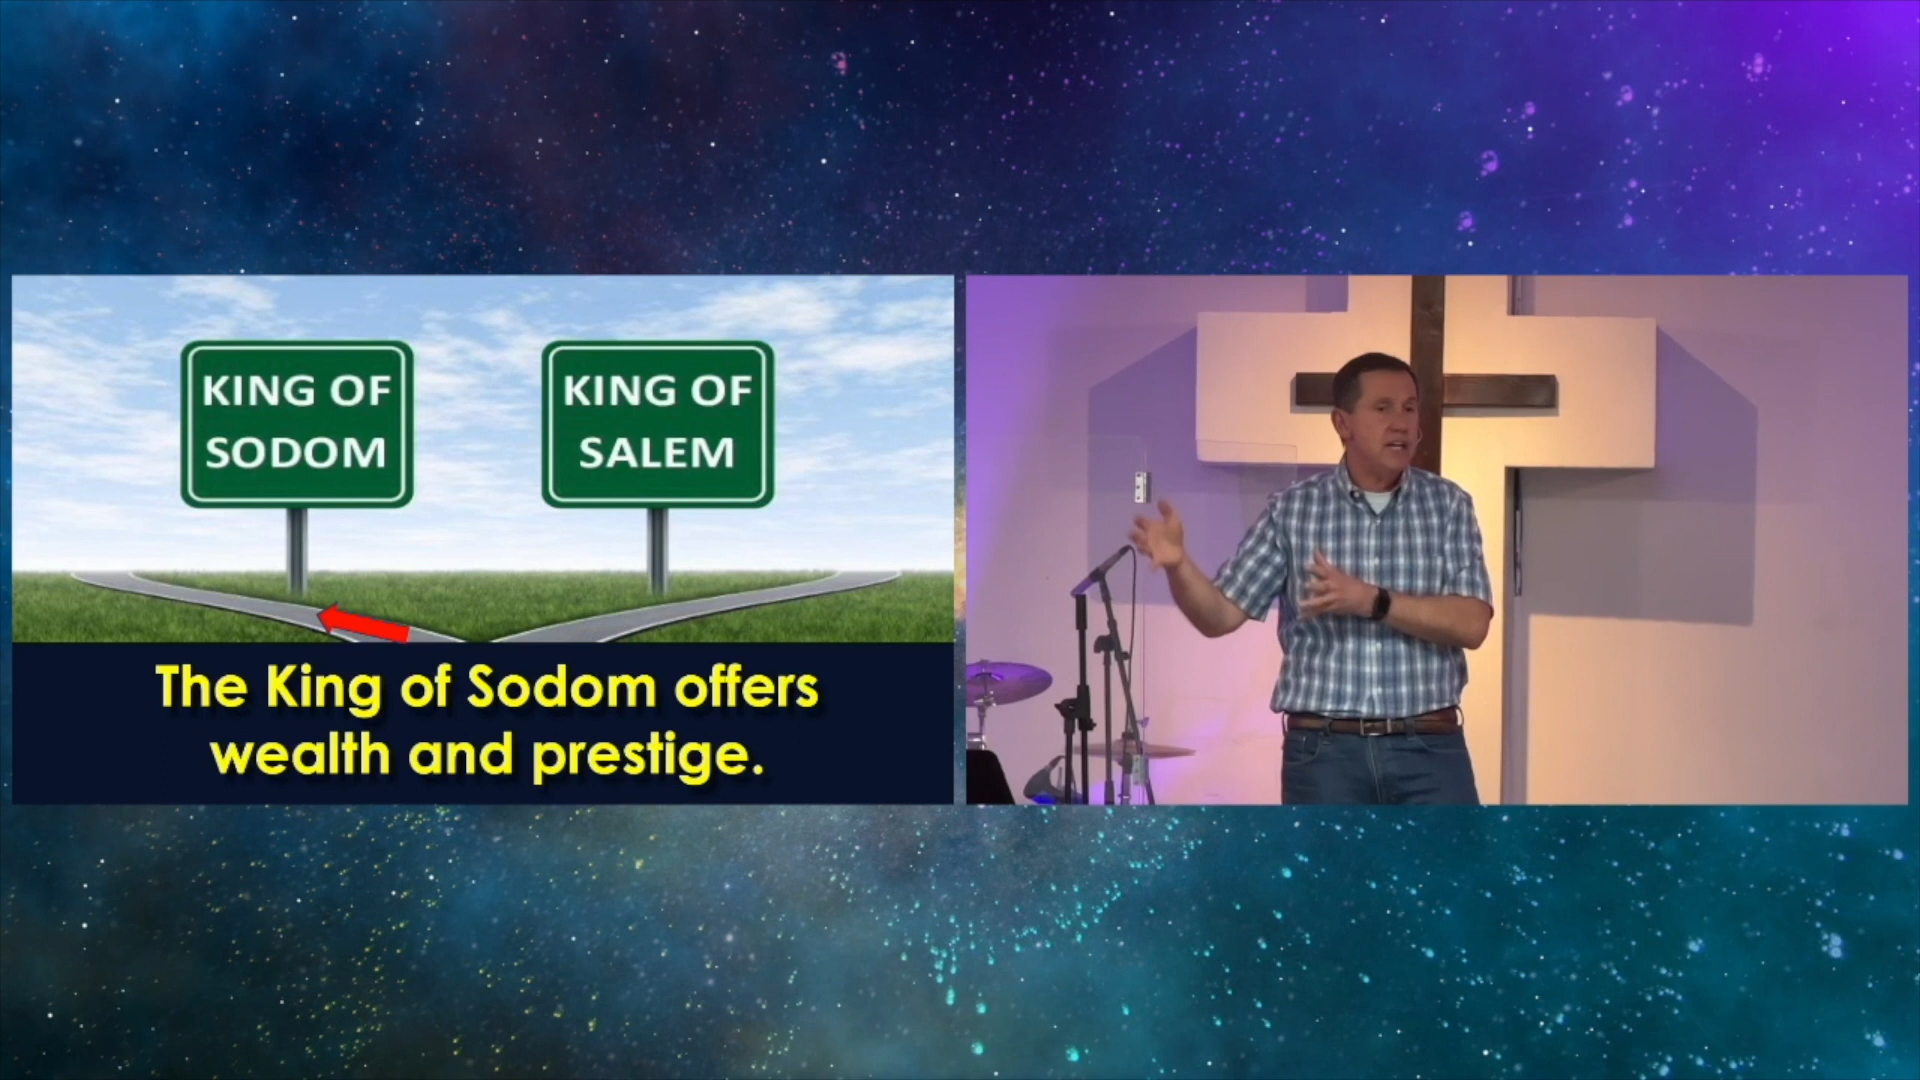 KING OF
SODOM
KING OF
SALEM
The King of Sodom offers
wealth and prestige.